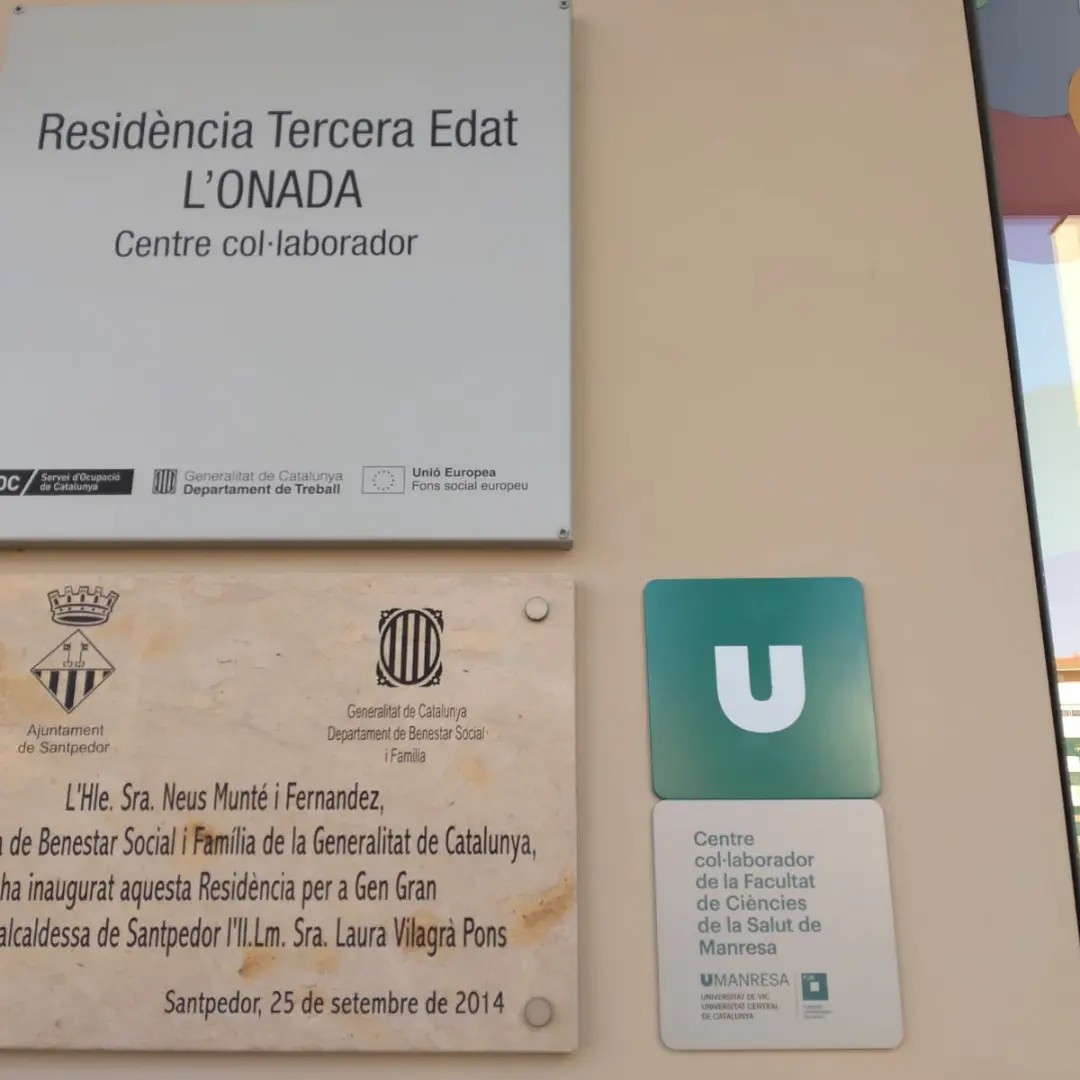 Residència Tercera Edat
L'ONADA
Centre col·laborador
OC / Servei d'Ocupació
de Catalunya
Generalitat de Catalunya
Departament de Treball
Unió Europea
Fons social europeu
Ajuntament
de Santpedor
Generalitat de Catalunya
Departament de Benestar Social
i Família
L'Hle. Sra. Neus Munté i Fernandez,
a de Benestar Social i Família de la Generalitat de Catalunya,
ha inaugurat aquesta Residència per a Gen Gran
alcaldessa de Santpedor l'Il.Lm. Sra. Laura Vilagrà Pons
Santpedor, 25 de setembre de 2014
U
Centre
col·laborador
de la Facultat
de Ciències
de la Salut de
Manresa
UMANRESA
UNIVERSITAT DE VIC
UNIVERSITAT CENTRAL
DE CATALUNYA